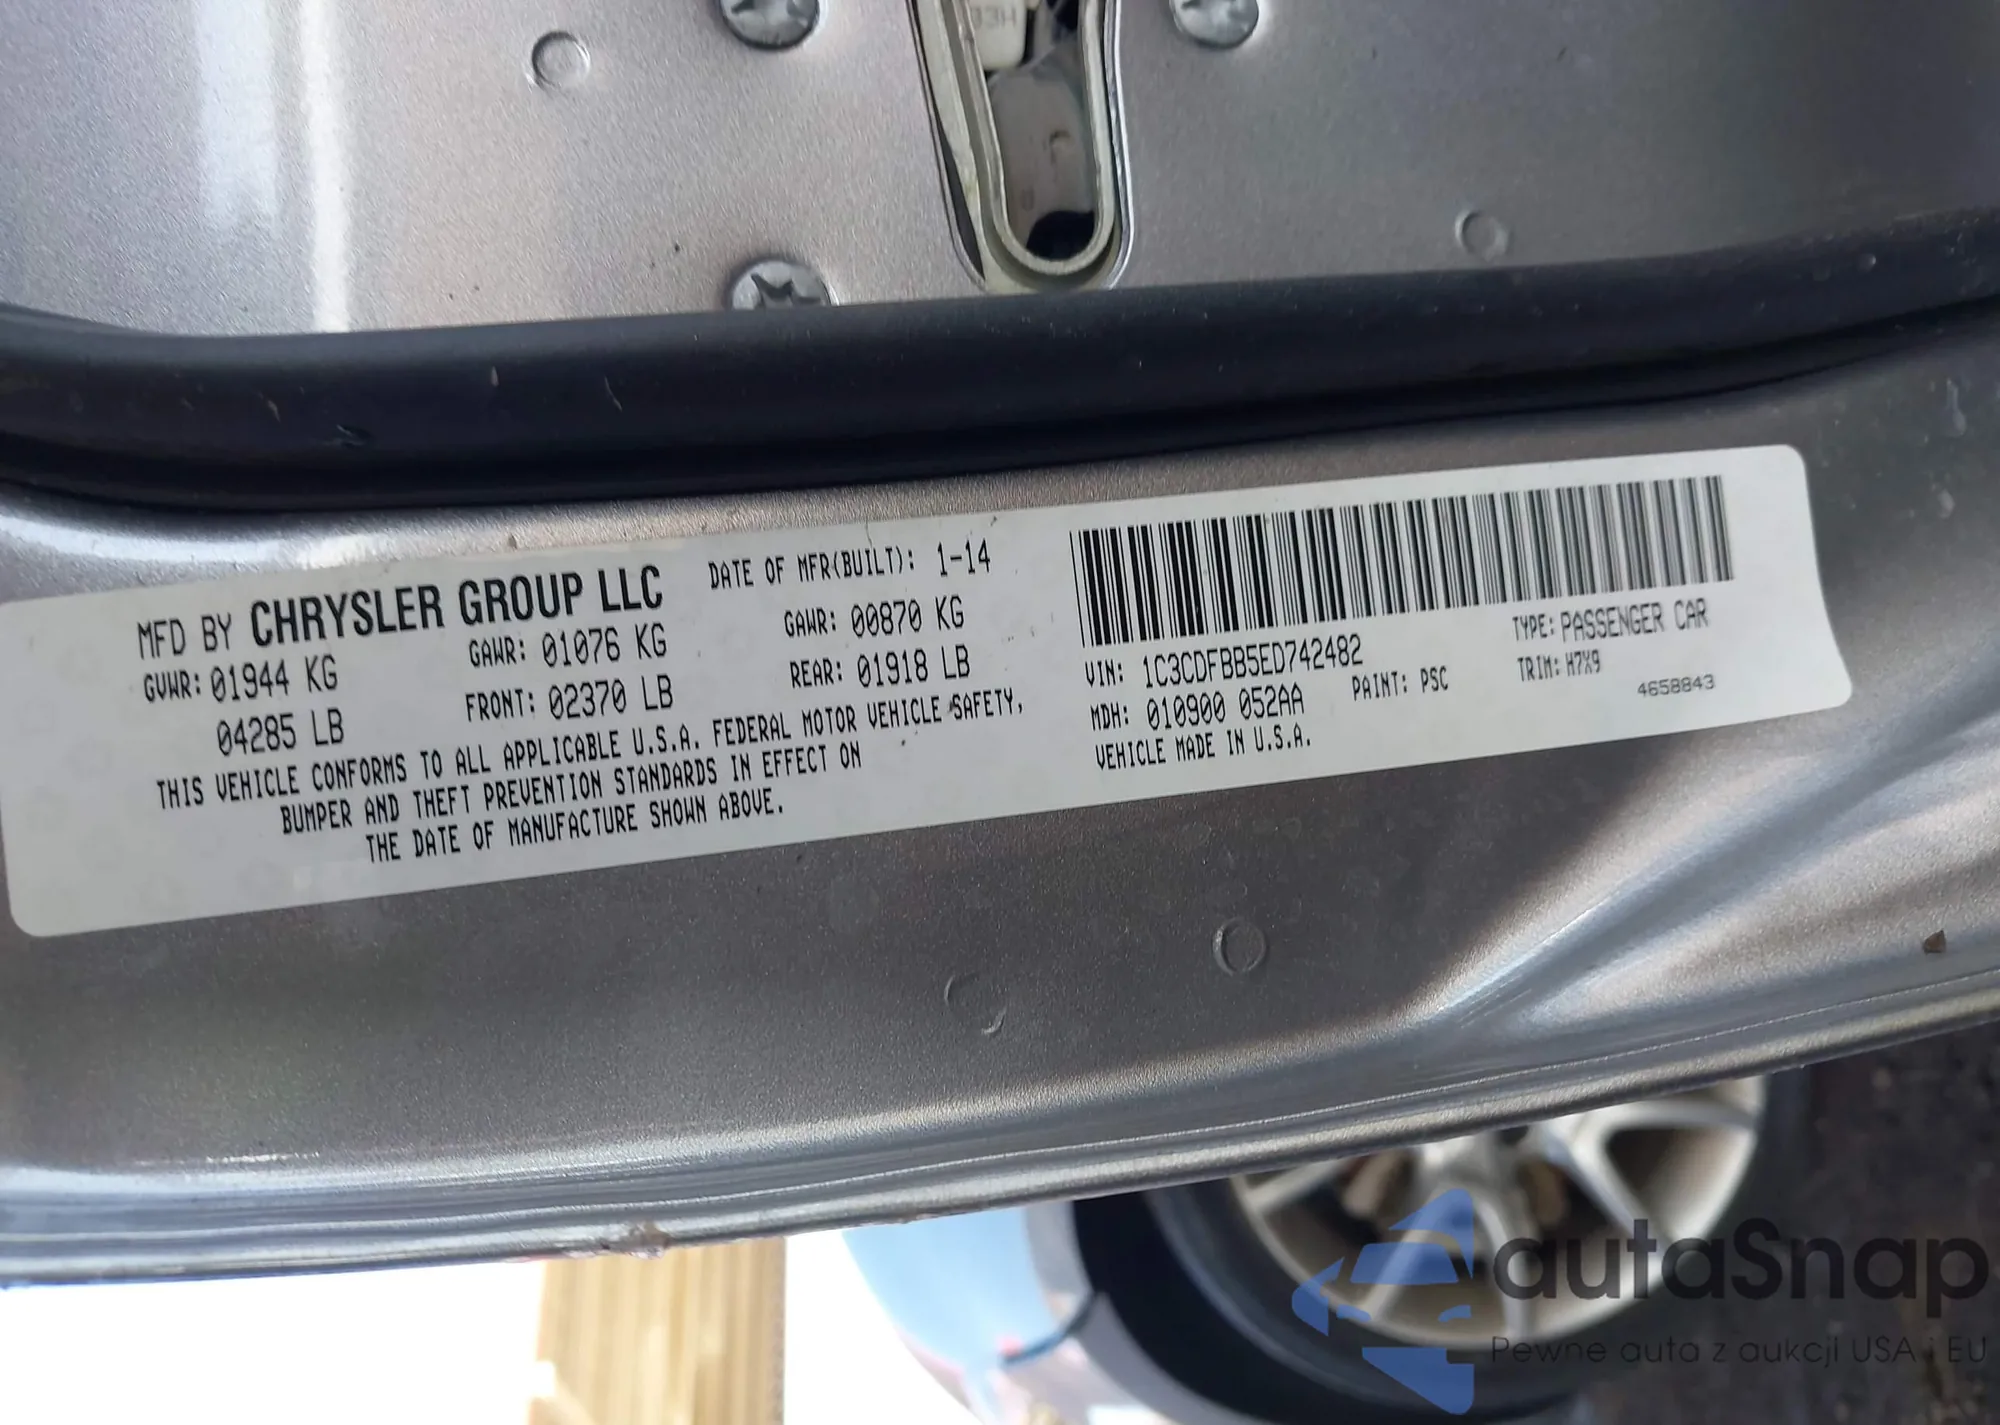 MFD BY CHRYSLER GROUP LLC DATE OF MFR(BUILT): 1-14
GVWR: 01944 KG GAWR: 01076 KG GAWR: 00870 KG
04285 LB FRONT: 02370 LB REAR: 01918 LB
THIS VEHICLE CONFORMS TO ALL APPLICABLE U.S.A. FEDERAL MOTOR VEHICLE SAFETY,
BUMPER AND THEFT PREVENTION STANDARDS IN EFFECT ON
THE DATE OF MANUFACTURE SHOWN ABOVE.
VIN: 1C3CDFBB5ED742482 TYPE: PASSENGER CAR
MDH: 010900 052AA PAINT: PSC TRIM: H7X9
VEHICLE MADE IN U.S.A. 4658843
autaSnap
Pewne auta z aukcji USA i EU